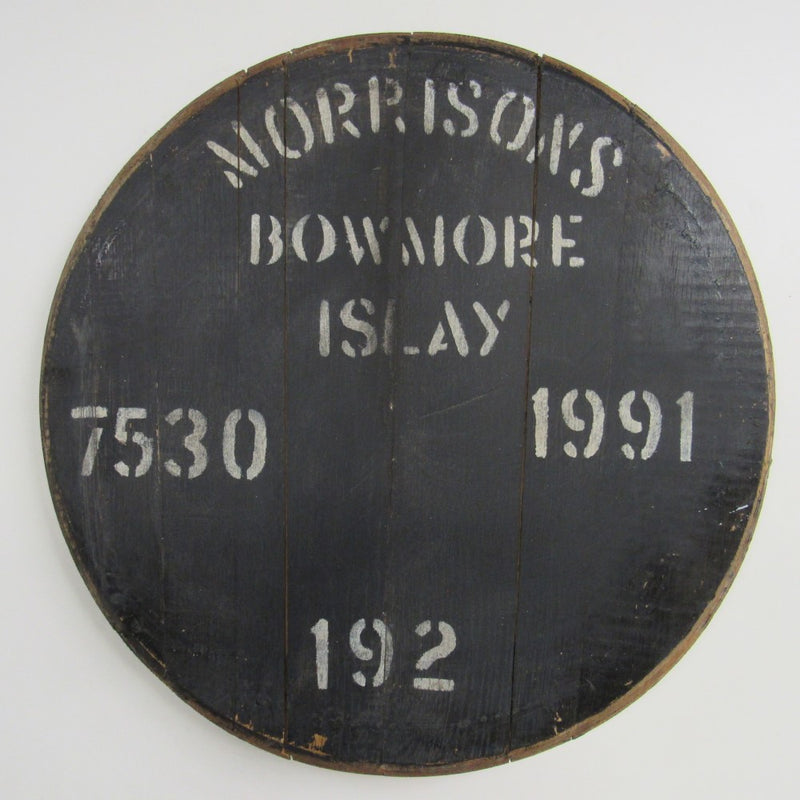 MORRISON'S
BOWMORE
ISLAY
7530 1991
192